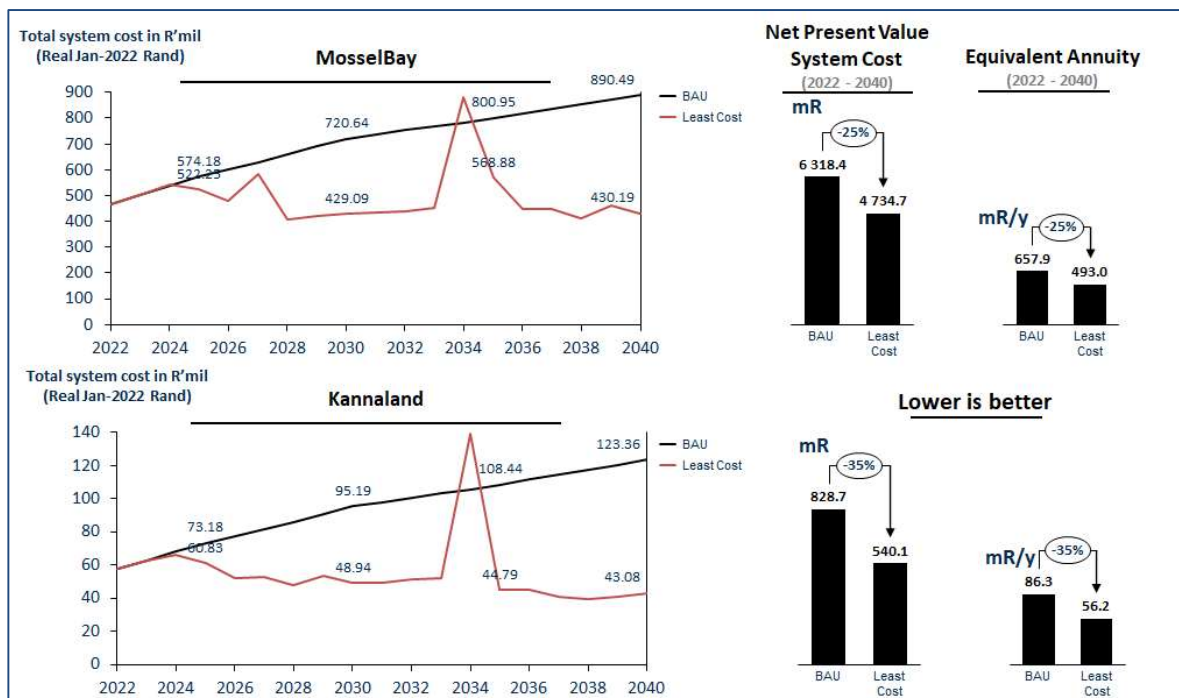 Total system cost in R'mil
(Real Jan-2022 Rand)
MosselBay
900
800
700
600
500
400
300
200
100
0
2022 2024 2026 2028 2030 2032 2034 2036 2038 2040
574.18
522.25
720.64
429.09
800.95
568.88
890.49
430.19
BAU
Least Cost
Net Present Value
System Cost
(2022 - 2040)
mR
-25%
6 318.4
4 734.7
BAU
Least
Cost
Equivalent Annuity
(2022 - 2040)
mR/y
-25%
657.9
493.0
BAU
Least
Cost
Total system cost in R'mil
(Real Jan-2022 Rand)
Kannaland
140
120
100
80
60
40
20
0
2022 2024 2026 2028 2030 2032 2034 2036 2038 2040
73.18
60.83
95.19
48.94
108.44
44.79
123.36
43.08
BAU
Least Cost
Lower is better
mR
-35%
828.7
540.1
BAU
Least
Cost
mR/y
-35%
86.3
56.2
BAU
Least
Cost